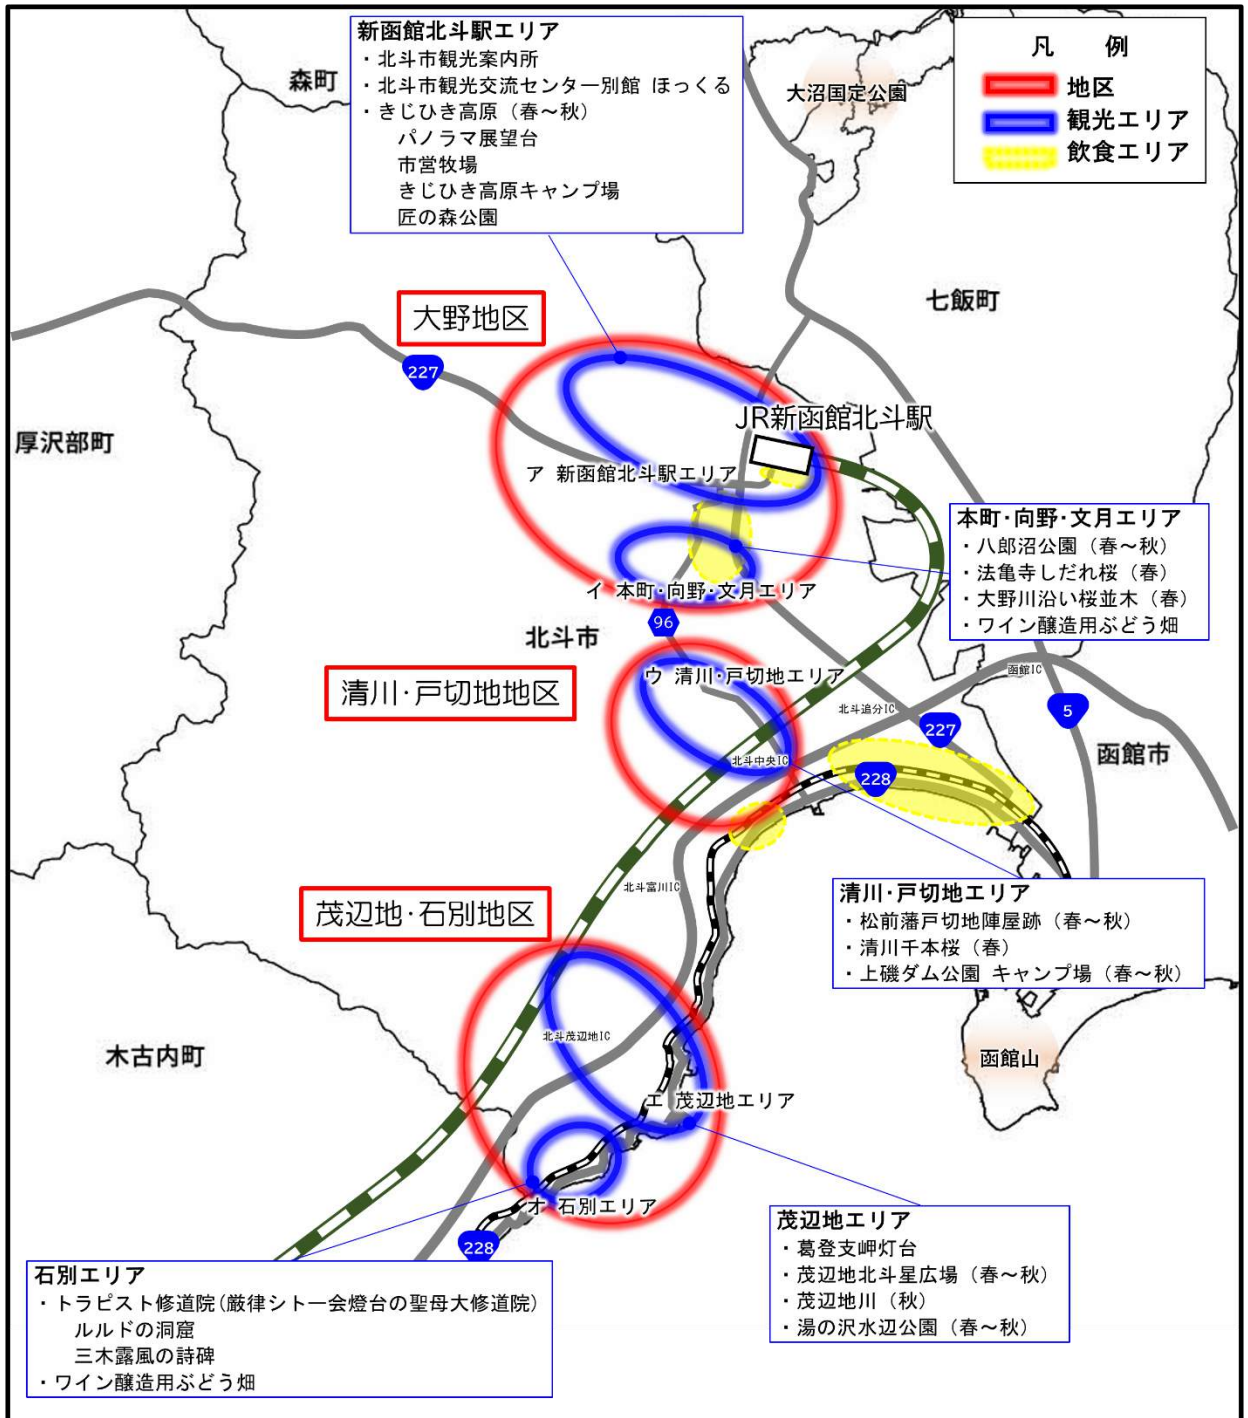 新函館北斗駅エリア
・北斗市観光案内所
・北斗市観光交流センター別館 ほっくる
・きじひき高原（春～秋）
パノラマ展望台
市営牧場
きじひき高原キャンプ場
匠の森公園
凡 例
地区
観光エリア
飲食エリア
森町
大沼国定公園
七飯町
大野地区
227
厚沢部町
JR新函館北斗駅
ア 新函館北斗駅エリア
本町・向野・文月エリア
・八郎沼公園（春～秋）
・法亀寺しだれ桜（春）
・大野川沿い桜並木（春）
・ワイン醸造用ぶどう畑
イ 本町・向野・文月エリア
96
北斗市
清川・戸切地地区
ウ 清川・戸切地エリア
函館IC
北斗追分IC
5
227
函館市
北斗中央IC
228
北斗富川IC
清川・戸切地エリア
・松前藩戸切地陣屋跡（春～秋）
・清川千本桜（春）
・上磯ダム公園 キャンプ場（春～秋）
茂辺地・石別地区
北斗茂辺地IC
木古内町
函館山
エ 茂辺地エリア
オ 石別エリア
228
茂辺地エリア
・葛登支岬灯台
・茂辺地北斗星広場（春～秋）
・茂辺地川（秋）
・湯の沢水辺公園（春～秋）
石別エリア
・トラピスト修道院（厳律シトー会燈台の聖母大修道院）
ルルドの洞窟
三木露風の詩碑
・ワイン醸造用ぶどう畑